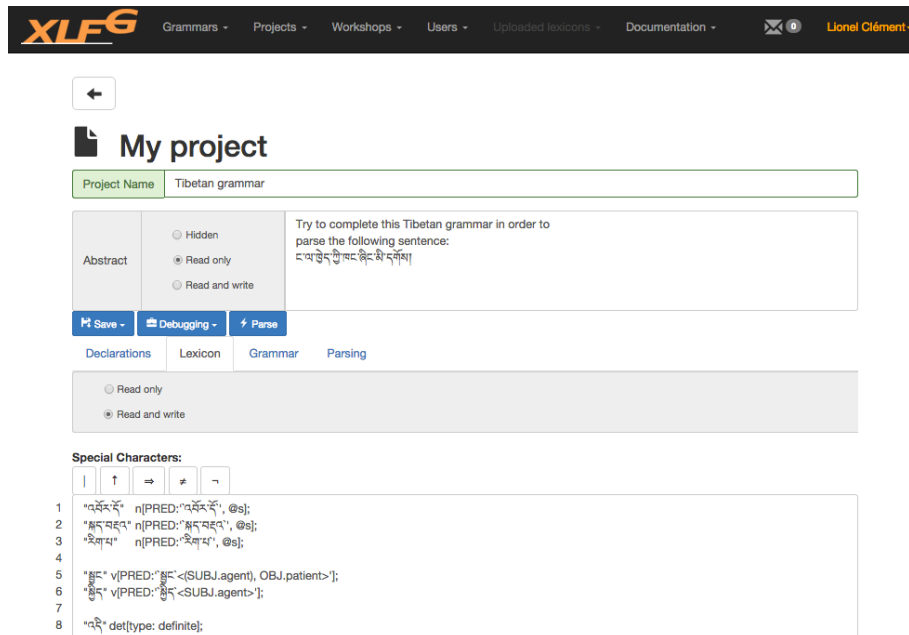 XLFG
Grammars Projects Workshops Users Uploaded lexicons Documentation 0 Lionel Clément
My project
Project Name Tibetan grammar
Abstract
Hidden
Read only
Read and write
Try to complete this Tibetan grammar in order to
parse the following sentence:
ང་ལ་ཁྱེད་ཀྱི་ཁང་ཞིང་མི་དགོས།
Save Debugging Parse
Declarations Lexicon Grammar Parsing
Read only
Read and write
Special Characters:
| ↑ ⇒ ≠ ¬
1 "འབོར་དོ" n[PRED:'འབོར་དོ', @s];
2 "སྐད་བརྡའ" n[PRED:'སྐད་བརྡའ', @s];
3 "རིག་པ" n[PRED:'རིག་པ', @s];
4
5 "སྦྱང" v[PRED:'སྦྱང<(SUBJ.agent), OBJ.patient>'];
6 "སྐྱིད" v[PRED:'སྐྱིད<SUBJ.agent>'];
7
8 "འདི" det[type: definite];